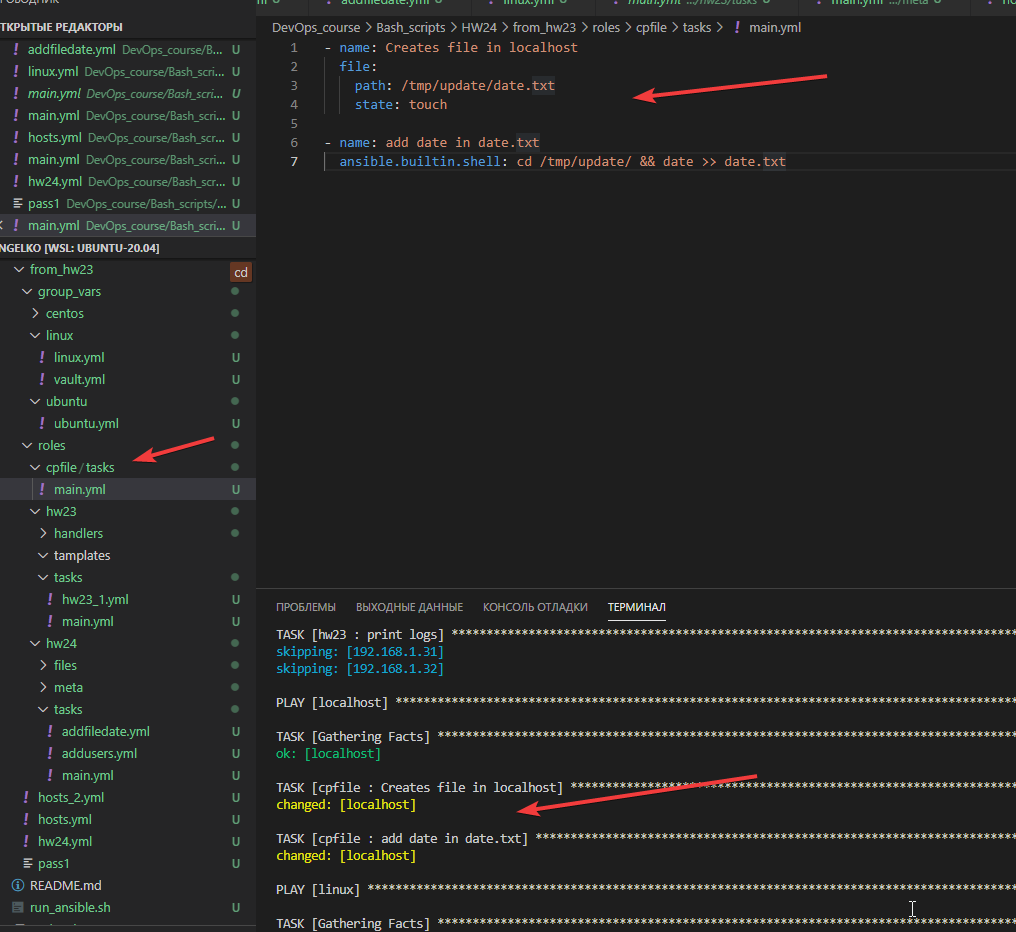 ТКРЫТЫЕ РЕДАКТОРЫ
! addfiledate.yml DevOps_course/B... U
! linux.yml DevOps_course/Bash_scri... U
! main.yml DevOps_course/Bash_scri... U
! main.yml DevOps_course/Bash_scri... U
! hosts.yml DevOps_course/Bash_scr... U
! main.yml DevOps_course/Bash_scri... U
! hw24.yml DevOps_course/Bash_scr... U
pass1 DevOps_course/Bash_scripts/... U
! main.yml DevOps_course/Bash_scri... U
NGELKO [WSL: UBUNTU-20.04]
from_hw23 cd
group_vars
centos
linux
! linux.yml U
! vault.yml U
ubuntu
! ubuntu.yml U
roles
cpfile / tasks
! main.yml U
hw23
handlers
tamplates
tasks
! hw23_1.yml U
! main.yml U
hw24
files
meta
tasks
! addfiledate.yml U
! addusers.yml U
! main.yml U
! hosts_2.yml U
! hosts.yml U
! hw24.yml U
pass1 U
README.md
run_ansible.sh U
DevOps_course > Bash_scripts > HW24 > from_hw23 > roles > cpfile > tasks > ! main.yml
1 - name: Creates file in localhost
2 file:
3 path: /tmp/update/date.txt
4 state: touch
5
6 - name: add date in date.txt
7 ansible.builtin.shell: cd /tmp/update/ && date >> date.txt
ПРОБЛЕМЫ ВЫХОДНЫЕ ДАННЫЕ КОНСОЛЬ ОТЛАДКИ ТЕРМИНАЛ
TASK [hw23 : print logs] ********************************************************************************
skipping: [192.168.1.31]
skipping: [192.168.1.32]
PLAY [localhost] ****************************************************************************************
TASK [Gathering Facts] **********************************************************************************
ok: [localhost]
TASK [cpfile : Creates file in localhost] ***************************************************************
changed: [localhost]
TASK [cpfile : add date in date.txt] ********************************************************************
changed: [localhost]
PLAY [linux] ********************************************************************************************
TASK [Gathering Facts] **********************************************************************************